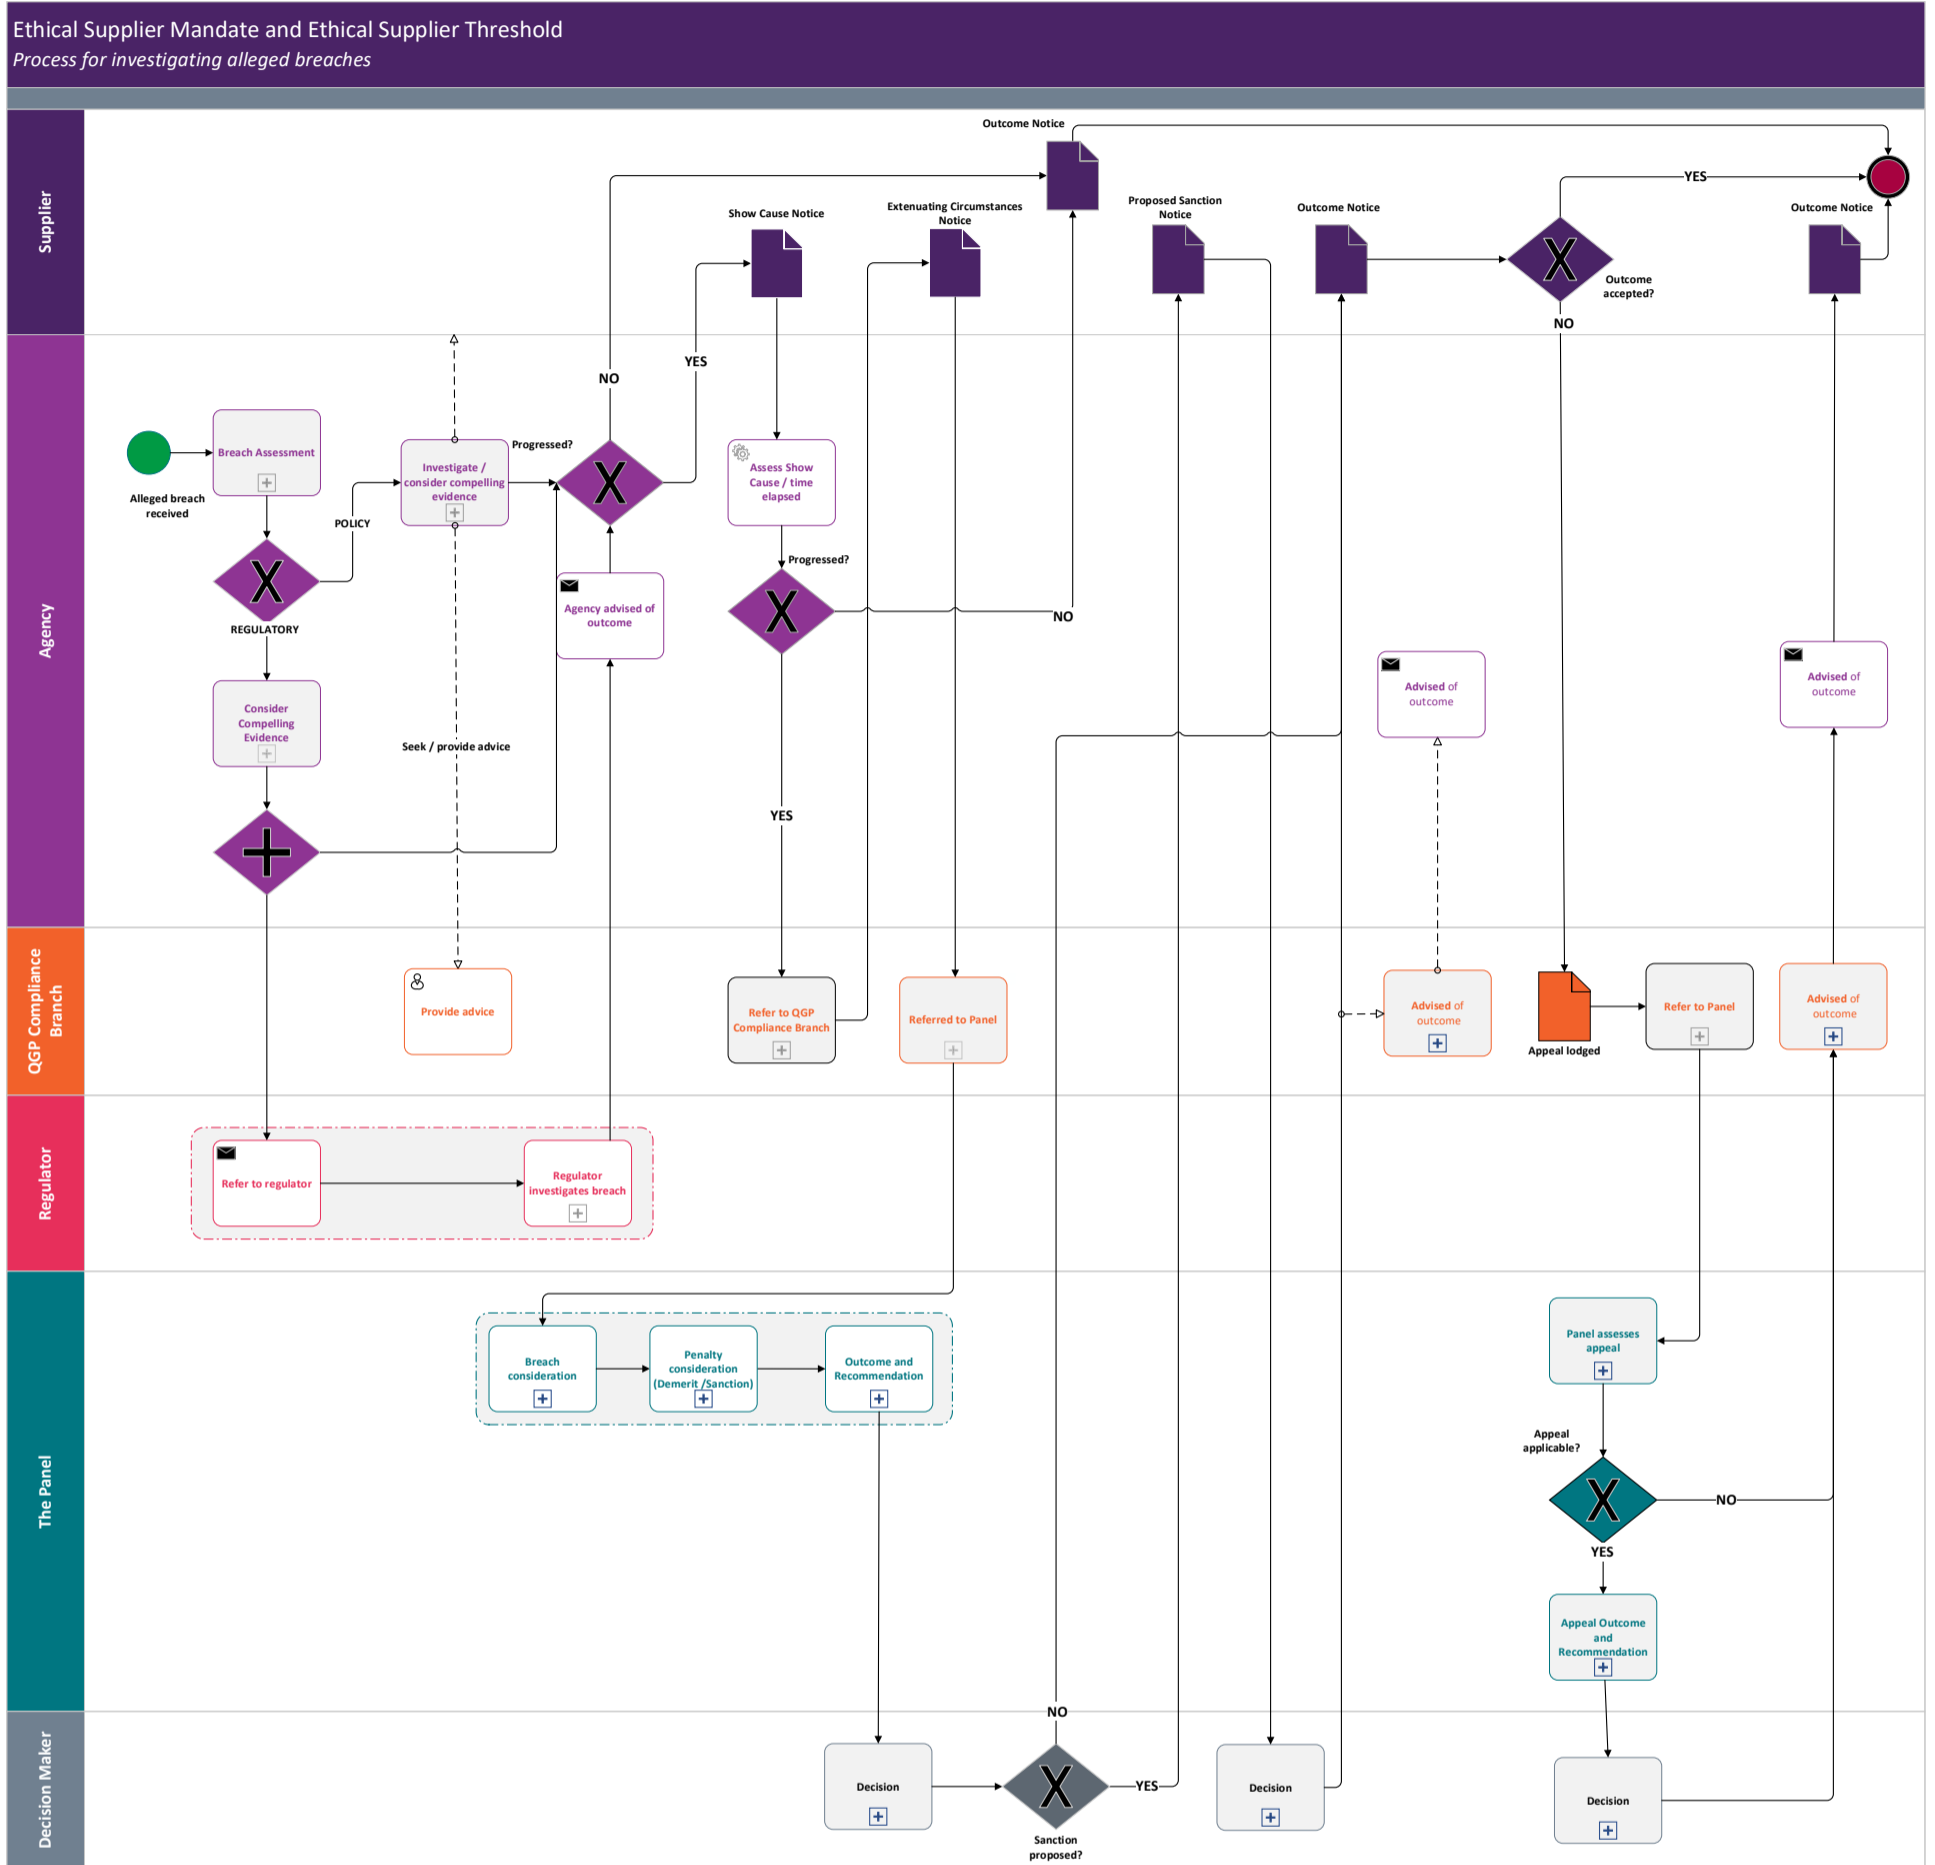 Ethical Supplier Mandate and Ethical Supplier Threshold
Process for investigating alleged breaches
Supplier
Outcome Notice
Show Cause Notice
Extenuating Circumstances
Notice
Proposed Sanction
Notice
Outcome Notice
YES
Outcome
accepted?
NO
Outcome Notice
Agency
Alleged breach
received
Breach Assessment
POLICY
REGULATORY
Investigate /
consider compelling
evidence
Progressed?
NO
YES
Agency advised of
outcome
Consider
Compelling
Evidence
Seek / provide advice
Assess Show
Cause / time
elapsed
Progressed?
NO
YES
Advised of
outcome
Advised of
outcome
QGP Compliance
Branch
Provide advice
Refer to QGP
Compliance Branch
Referred to Panel
Advised of
outcome
Appeal lodged
Refer to Panel
Advised of
outcome
Regulator
Refer to regulator
Regulator
investigates breach
The Panel
Breach
consideration
Penalty
consideration
(Demerit /Sanction)
Outcome and
Recommendation
Panel assesses
appeal
Appeal
applicable?
NO
YES
Appeal Outcome
and
Recommendation
Decision Maker
Decision
NO
YES
Sanction
proposed?
Decision
Decision